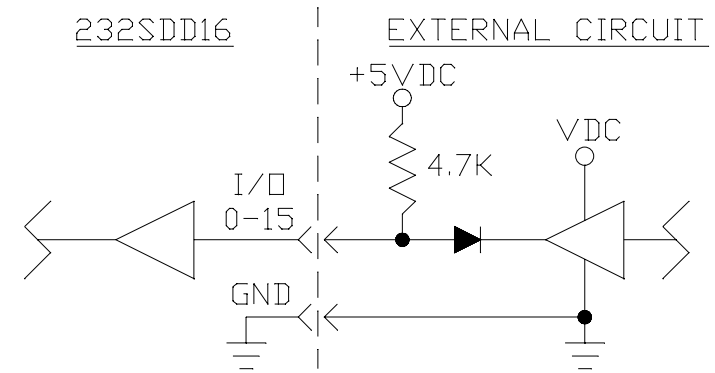 232SDD16
EXTERNAL CIRCUIT
+5VDC
VDC
4.7K
I/O
0-15
GND